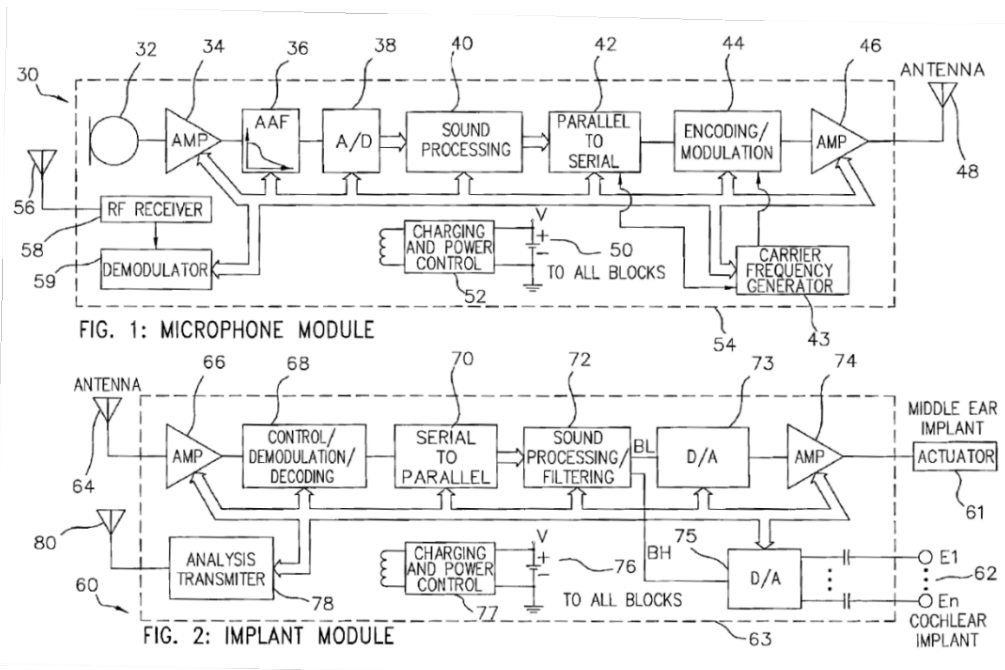 32
34
36
38
40
42
44
46
30
ANTENNA
AMP
AAF
A/D
SOUND
PROCESSING
PARALLEL
TO
SERIAL
ENCODING/
MODULATION
AMP
48
56
RF RECEIVER
58
DEMODULATOR
59
CHARGING
AND POWER
CONTROL
52
V
+
−
50
TO ALL BLOCKS
CARRIER
FREQUENCY
GENERATOR
54
43
FIG. 1: MICROPHONE MODULE
66
68
70
72
73
74
ANTENNA
64
AMP
CONTROL/
DEMODULATION/
DECODING
SERIAL
TO
PARALLEL
SOUND
PROCESSING/
FILTERING
BL
D/A
AMP
MIDDLE EAR
IMPLANT
ACTUATOR
61
80
ANALYSIS
TRANSMITER
78
CHARGING
AND POWER
CONTROL
77
V
+
−
76
TO ALL BLOCKS
BH
75
D/A
E1
62
En
COCHLEAR
IMPLANT
60
63
FIG. 2: IMPLANT MODULE